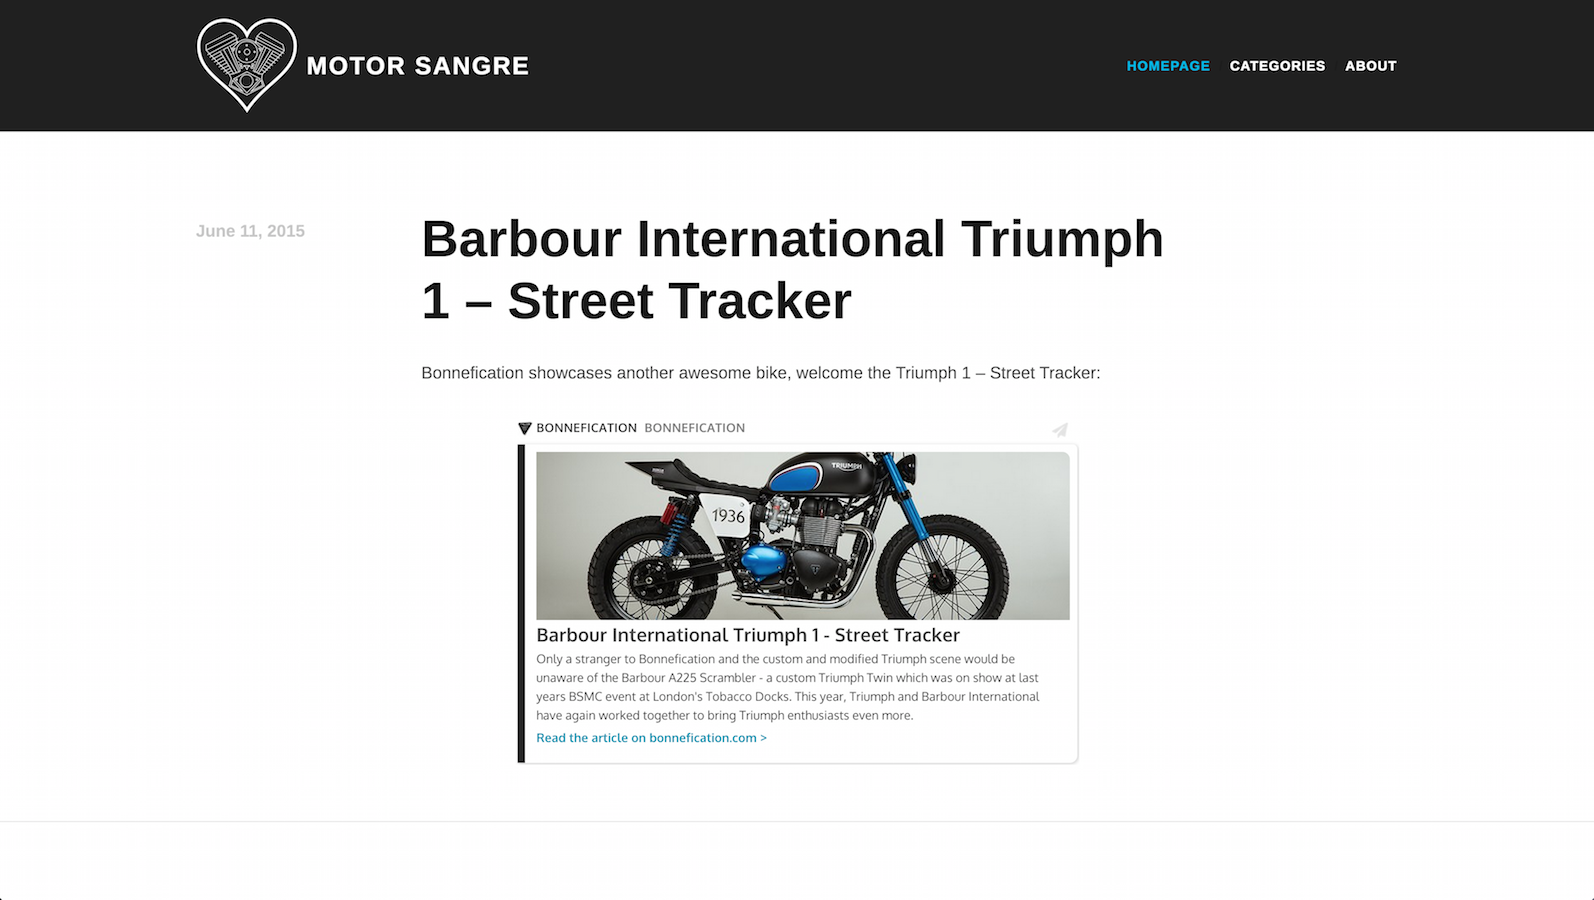 MOTOR SANGRE
HOMEPAGE CATEGORIES ABOUT
June 11, 2015
Barbour International Triumph
1 – Street Tracker
Bonnefication showcases another awesome bike, welcome the Triumph 1 – Street Tracker:
BONNEFICATION BONNEFICATION
TRIUMPH
1936
Barbour International Triumph 1 - Street Tracker
Only a stranger to Bonnefication and the custom and modified Triumph scene would be
unaware of the Barbour A225 Scrambler - a custom Triumph Twin which was on show at last
years BSMC event at London's Tobacco Docks. This year, Triumph and Barbour International
have again worked together to bring Triumph enthusiasts even more.
Read the article on bonnefication.com >